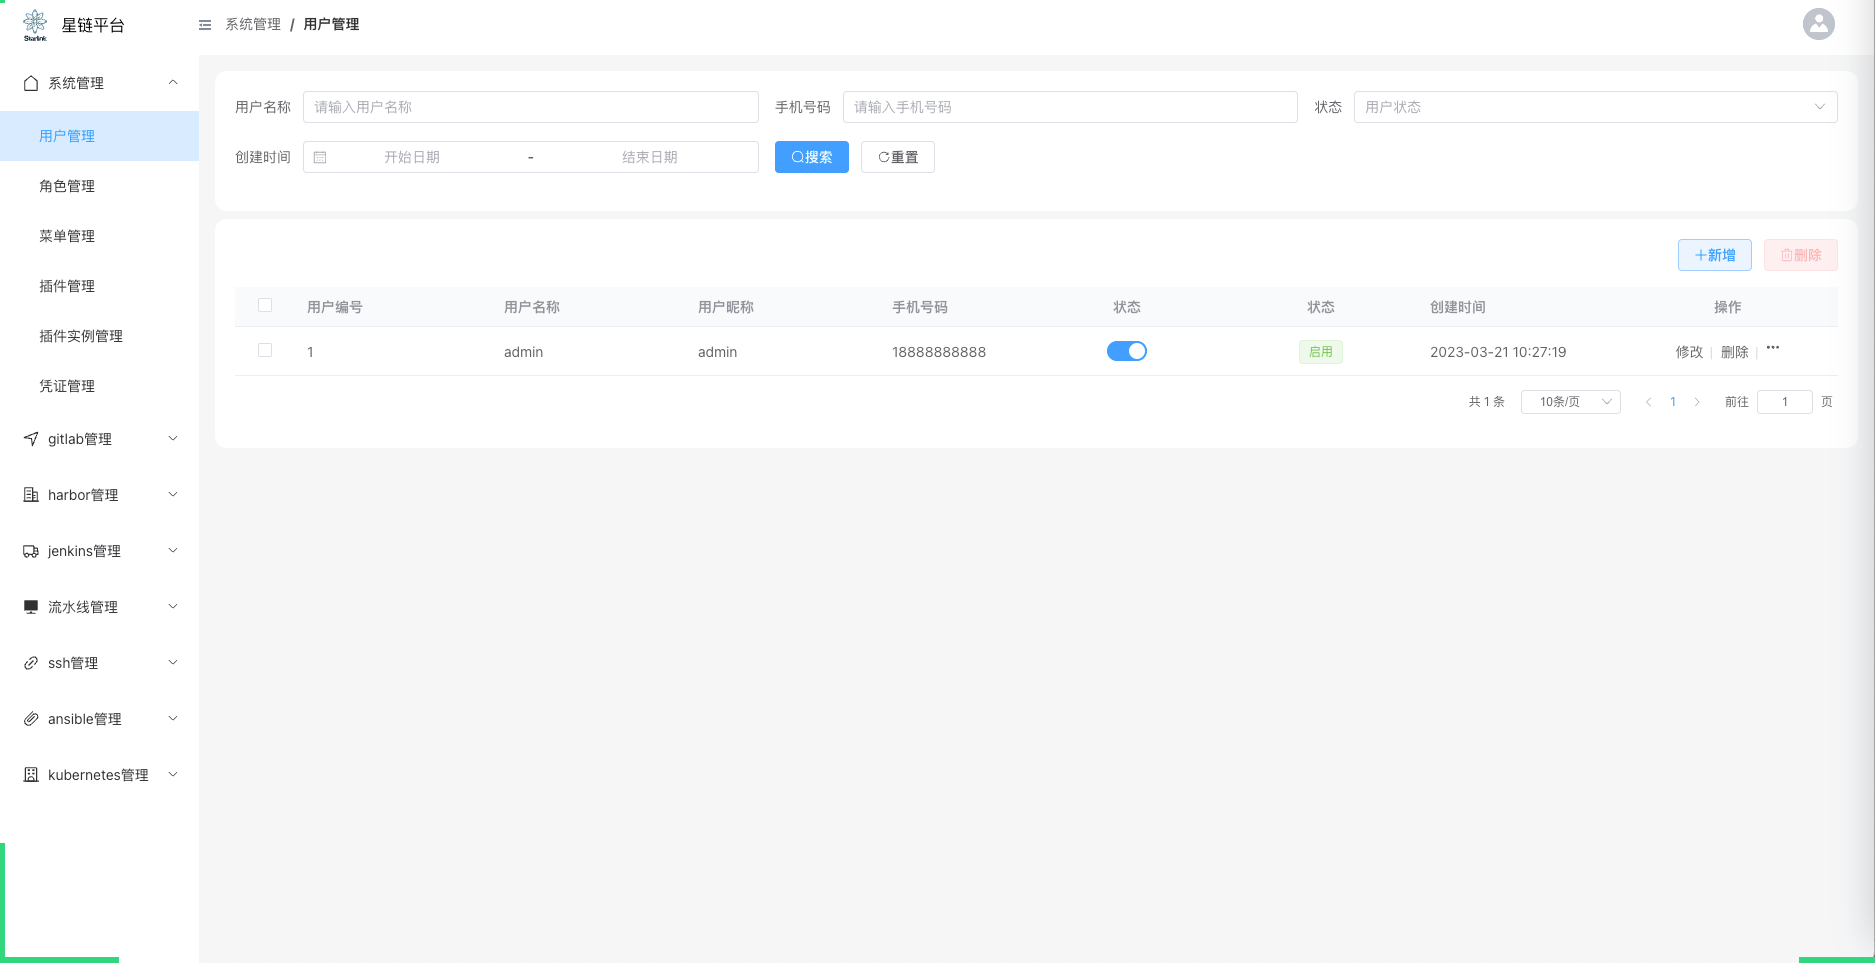 Starlink
星链平台
系统管理 / 用户管理
系统管理
用户管理
角色管理
菜单管理
插件管理
插件实例管理
凭证管理
gitlab管理
harbor管理
jenkins管理
流水线管理
ssh管理
ansible管理
kubernetes管理
用户名称 请输入用户名称 手机号码 请输入手机号码 状态 用户状态
创建时间 开始日期 - 结束日期 搜索 重置
新增 删除
用户编号 用户名称 用户昵称 手机号码 状态 状态 创建时间 操作
1 admin admin 18888888888 启用 2023-03-21 10:27:19 修改 | 删除 | ···
共 1 条 10条/页 1 前往 1 页